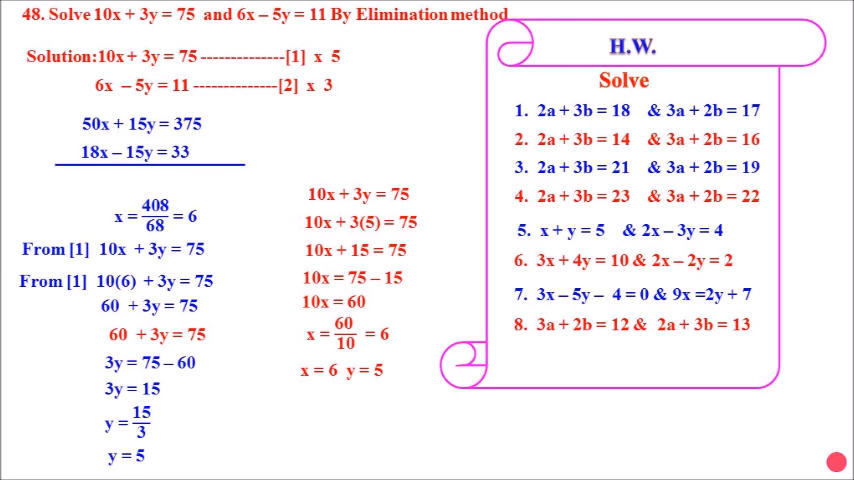 48. Solve 10x + 3y = 75 and 6x – 5y = 11 By Elimination method
Solution:10x + 3y = 75 --------------[1] x 5
6x – 5y = 11 --------------[2] x 3
50x + 15y = 375
18x – 15y = 33
x = 408/68 = 6
From [1] 10x + 3y = 75
From [1] 10(6) + 3y = 75
60 + 3y = 75
60 + 3y = 75
3y = 75 – 60
3y = 15
y = 15/3
y = 5
10x + 3y = 75
10x + 3(5) = 75
10x + 15 = 75
10x = 75 – 15
10x = 60
x = 60/10 = 6
x = 6 y = 5
H.W.
Solve
1. 2a + 3b = 18 & 3a + 2b = 17
2. 2a + 3b = 14 & 3a + 2b = 16
3. 2a + 3b = 21 & 3a + 2b = 19
4. 2a + 3b = 23 & 3a + 2b = 22
5. x + y = 5 & 2x – 3y = 4
6. 3x + 4y = 10 & 2x – 2y = 2
7. 3x – 5y – 4 = 0 & 9x =2y + 7
8. 3a + 2b = 12 & 2a + 3b = 13